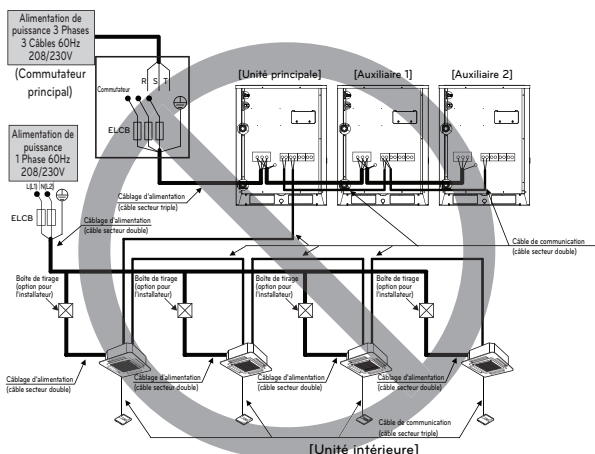 Alimentation de
puissance 3 Phases
3 Câbles 60Hz
208/230V
(Commutateur
principal)
R S T
Commutateur
ELCB
[Unité principale]
[Auxiliaire 1]
[Auxiliaire 2]
Alimentation de
puissance
1 Phase 60Hz
208/230V
L(L1) N(L2)
ELCB
Câblage d'alimentation
(câble secteur triple)
Câblage d'alimentation
(câble secteur double)
Câble de communication
(câble secteur double)
Boîte de tirage
(option pour
l'installateur)
Boîte de tirage
(option pour
l'installateur)
Boîte de tirage
(option pour
l'installateur)
Boîte de tirage
(option pour
l'installateur)
Câblage d'alimentation
(câble secteur double)
Câblage d'alimentation
(câble secteur double)
Câblage d'alimentation
(câble secteur double)
Câblage d'alimentation
(câble secteur double)
Câble de communication
(câble secteur triple)
[Unité intérieure]